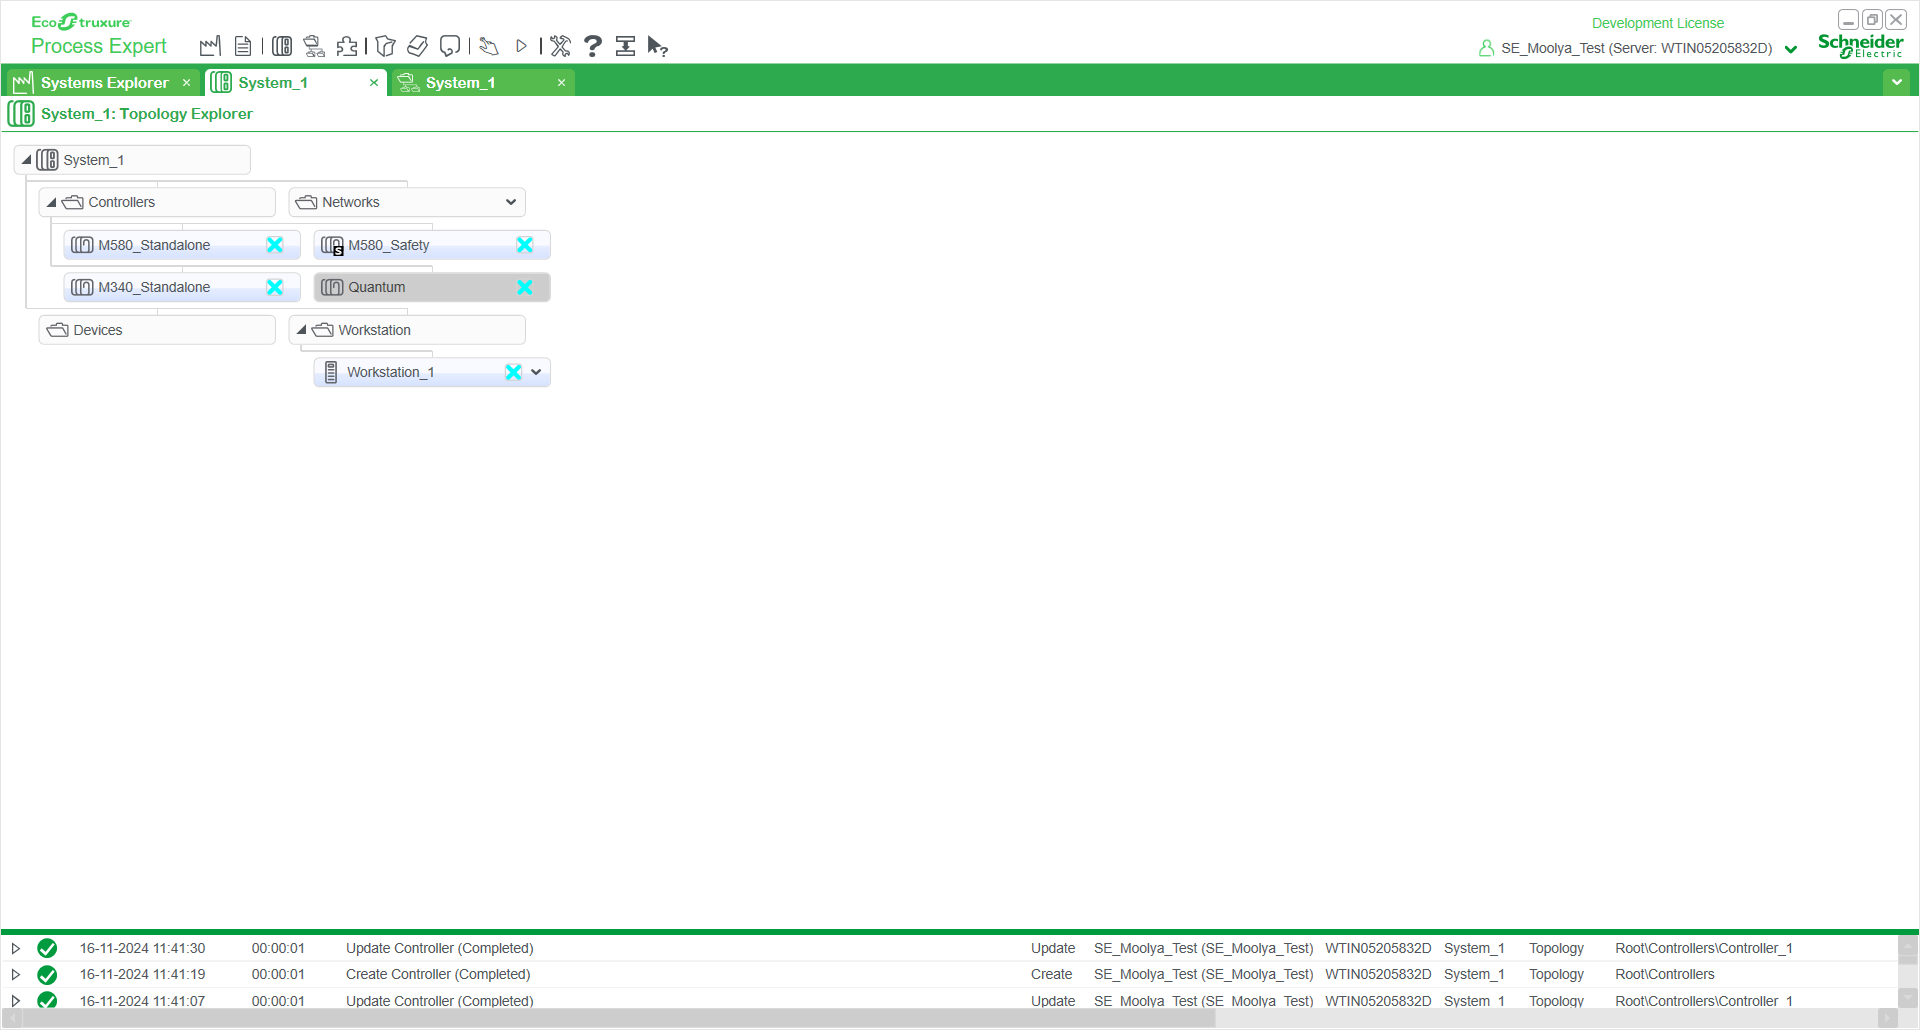 EcoStruxure
Process Expert
Development License
SE_Moolya_Test (Server: WTIN05205832D)
Schneider
Electric
Systems Explorer
System_1
System_1
System_1: Topology Explorer
System_1
Controllers
Networks
M580_Standalone
M580_Safety
M340_Standalone
Quantum
Devices
Workstation
Workstation_1
16-11-2024 11:41:30 00:00:01 Update Controller (Completed) Update SE_Moolya_Test (SE_Moolya_Test) WTIN05205832D System_1 Topology Root\Controllers\Controller_1
16-11-2024 11:41:19 00:00:01 Create Controller (Completed) Create SE_Moolya_Test (SE_Moolya_Test) WTIN05205832D System_1 Topology Root\Controllers
16-11-2024 11:41:07 00:00:01 Update Controller (Completed) Update SE_Moolya_Test (SE_Moolya_Test) WTIN05205832D System_1 Topology Root\Controllers\Controller_1